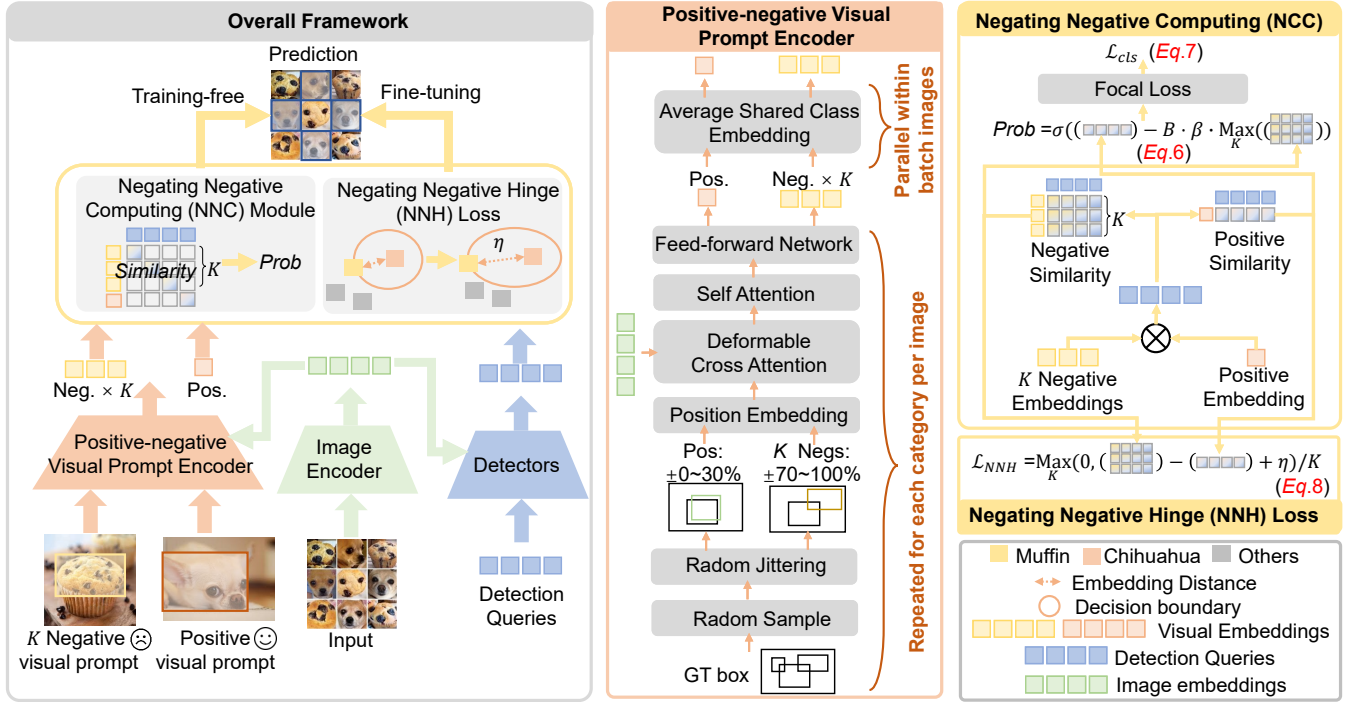 Overall Framework
Prediction
Training-free
Fine-tuning
Negating Negative
Computing (NNC) Module
Similarity
K
Prob
Negating Negative Hinge
(NNH) Loss
η
Neg. × K
Pos.
Positive-negative
Visual Prompt Encoder
Image
Encoder
Detectors
K Negative
visual prompt
Positive
visual prompt
Input
Detection
Queries
Positive-negative Visual
Prompt Encoder
Average Shared Class
Embedding
Parallel within
batch images
Pos.
Neg. × K
Feed-forward Network
Self Attention
Deformable
Cross Attention
Position Embedding
Pos:
±0~30%
K Negs:
±70~100%
Radom Jittering
Radom Sample
GT box
Repeated for each category per image
Negating Negative Computing (NCC)
ℒcls (Eq.7)
Focal Loss
Prob =σ(( ) − B · β · Max((
K
))
(Eq.6)
K
Negative
Similarity
Positive
Similarity
K Negative
Embeddings
Positive
Embedding
ℒNNH =Max(0, ( ) − ( ) + η)/K
K
(Eq.8)
Negating Negative Hinge (NNH) Loss
Muffin
Chihuahua
Others
Embedding Distance
Decision boundary
Visual Embeddings
Detection Queries
Image embeddings